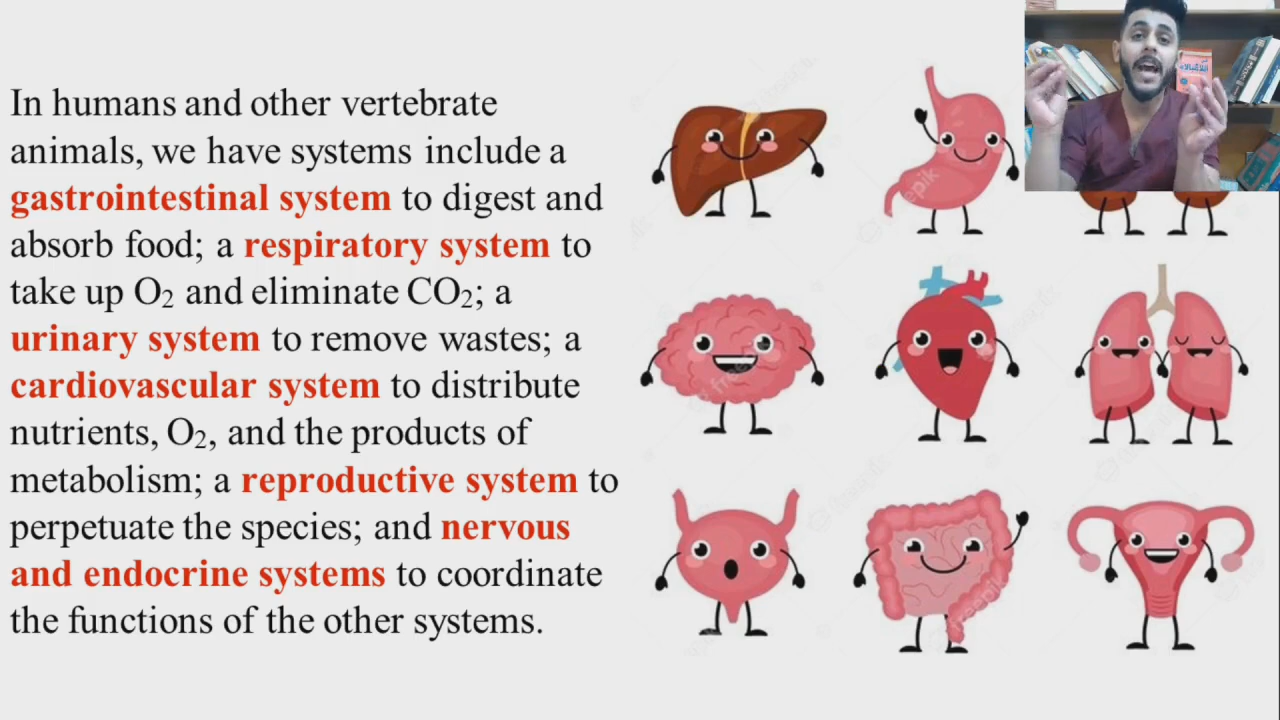 In humans and other vertebrate
animals, we have systems include a
gastrointestinal system to digest and
absorb food; a respiratory system to
take up O₂ and eliminate CO₂; a
urinary system to remove wastes; a
cardiovascular system to distribute
nutrients, O₂, and the products of
metabolism; a reproductive system to
perpetuate the species; and nervous
and endocrine systems to coordinate
the functions of the other systems.